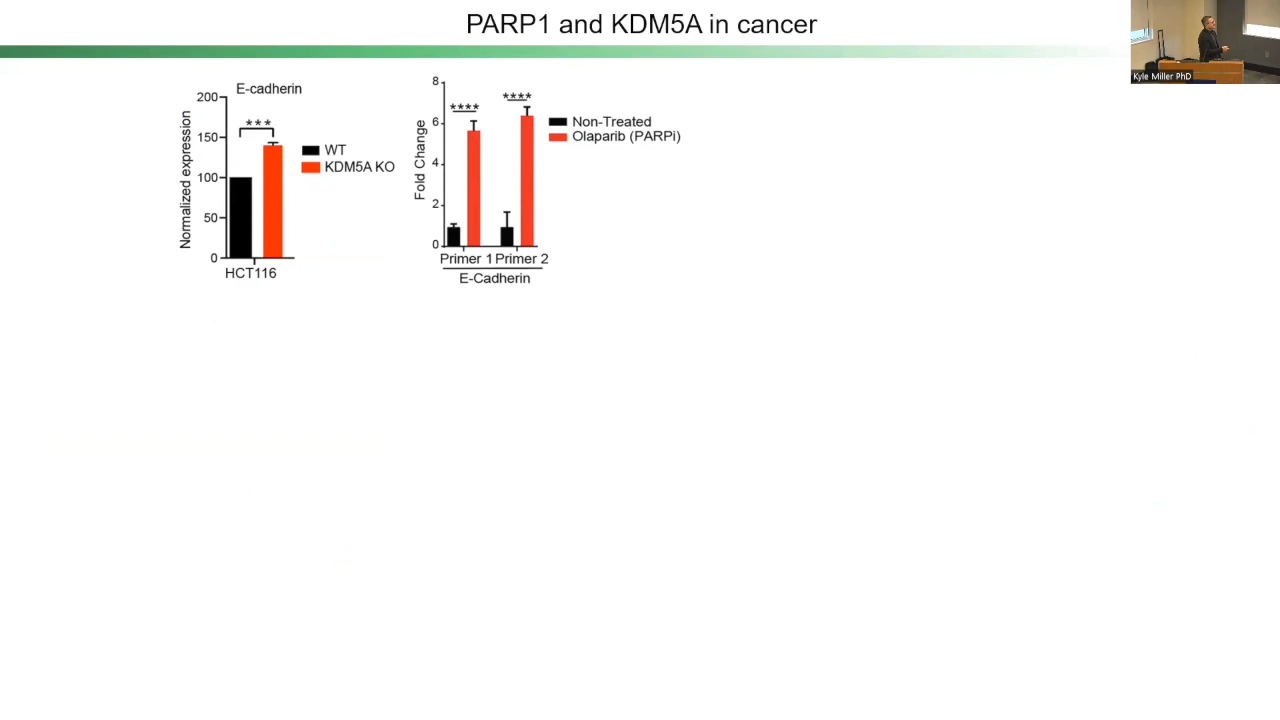 PARP1 and KDM5A in cancer
Kyle Miller PhD
E-cadherin
Normalized expression
200
150
100
50
0
***
WT
KDM5A KO
HCT116
Fold Change
8
6
4
2
0
****
****
Non-Treated
Olaparib (PARPi)
Primer 1 Primer 2
E-Cadherin